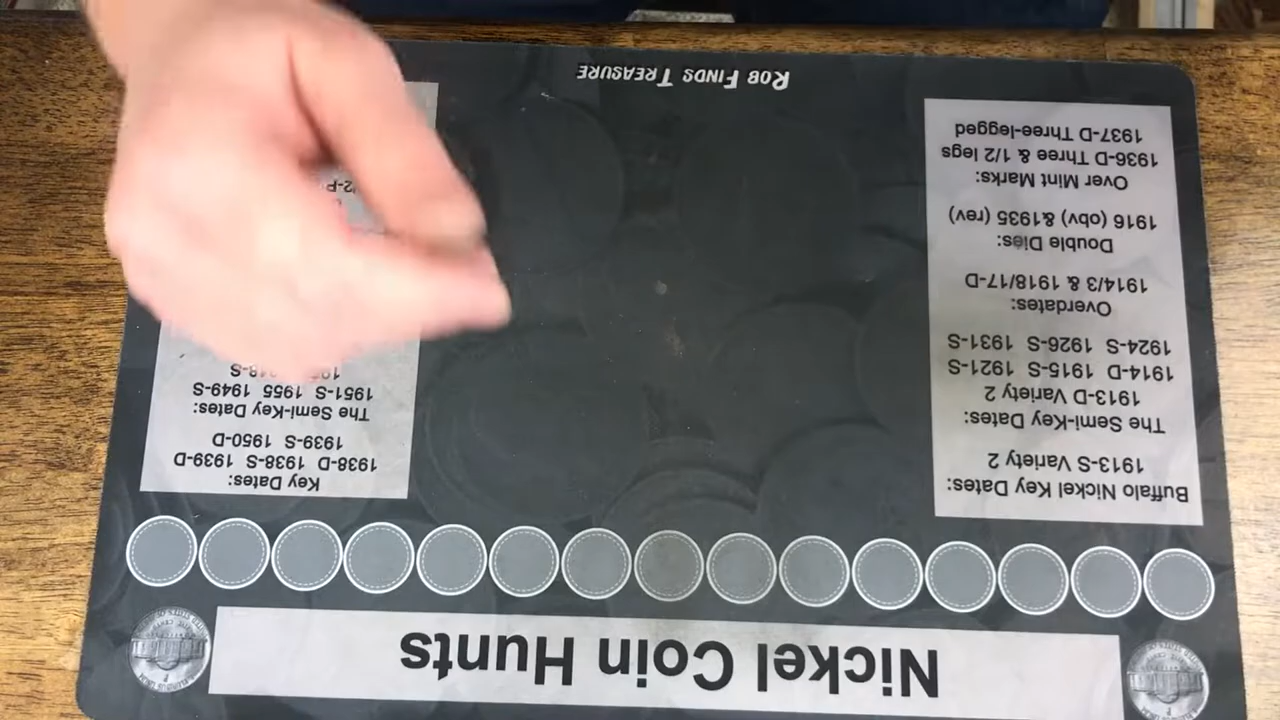 Nickel Coin Hunts
Buffalo Nickel Key Dates:
1913-S Variety 2
The Semi-Key Dates:
1913-D Variety 2
1914-D 1915-S 1921-S
1924-S 1926-S 1931-S
Overdates:
1914/3 & 1918/17-D
Double Dies:
1916 (obv) &1935 (rev)
Over Mint Marks:
1936-D Three & 1/2 legs
1937-D Three-legged
Key Dates:
1938-D 1938-S 1939-D
1939-S 1950-D
The Semi-Key Dates:
1951-S 1955 1949-S
Rob Finds Treasure